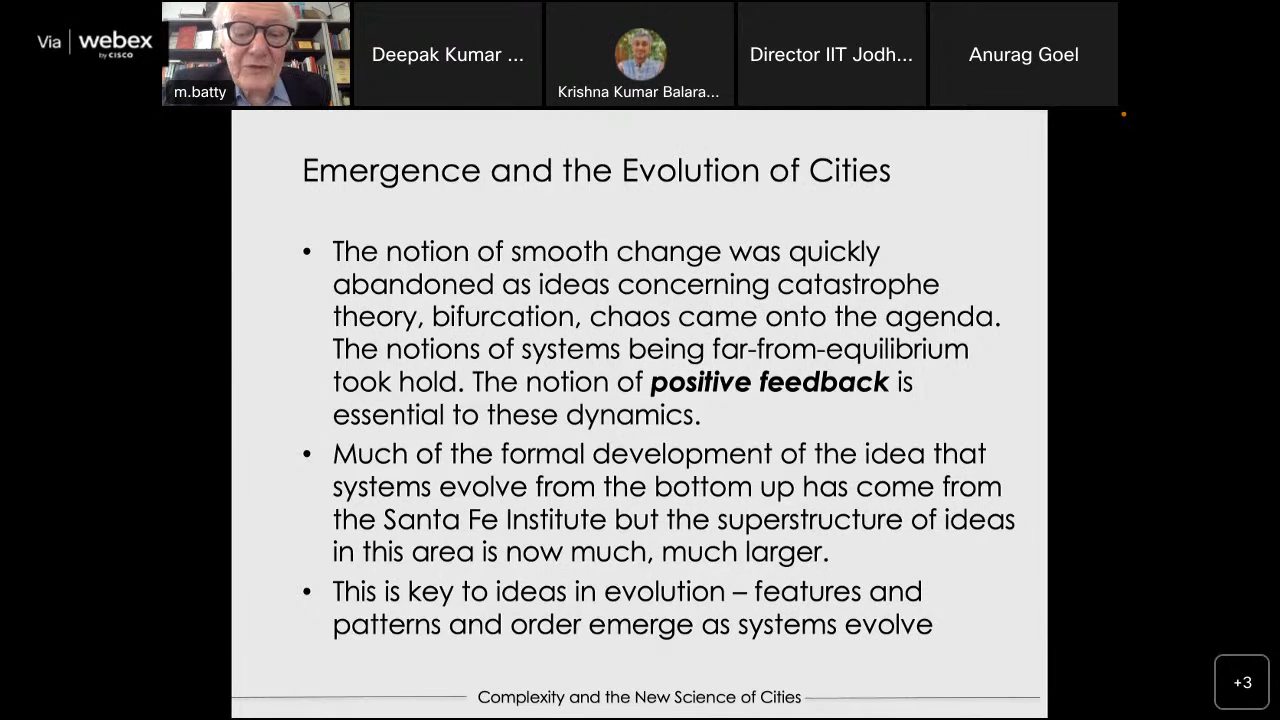 Via | webex
by CISCO
m.batty
Deepak Kumar ...
Krishna Kumar Balara...
Director IIT Jodh...
Anurag Goel
Emergence and the Evolution of Cities
• The notion of smooth change was quickly
abandoned as ideas concerning catastrophe
theory, bifurcation, chaos came onto the agenda.
The notions of systems being far-from-equilibrium
took hold. The notion of positive feedback is
essential to these dynamics.
• Much of the formal development of the idea that
systems evolve from the bottom up has come from
the Santa Fe Institute but the superstructure of ideas
in this area is now much, much larger.
• This is key to ideas in evolution – features and
patterns and order emerge as systems evolve
Complexity and the New Science of Cities
+3